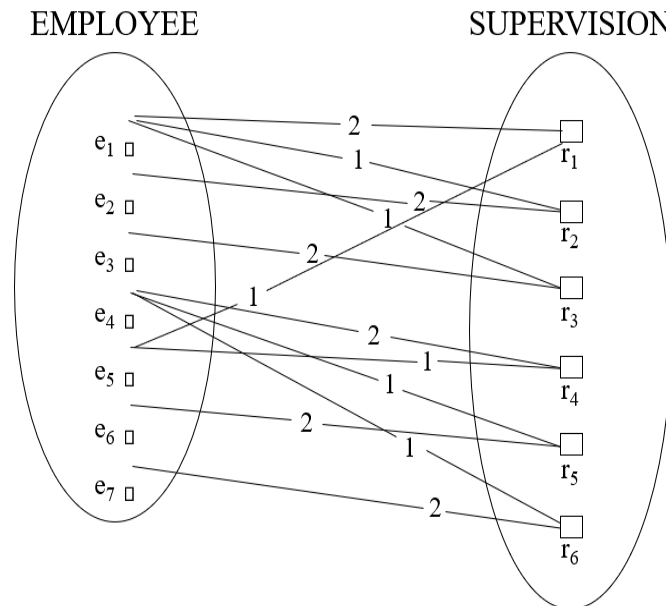 EMPLOYEE SUPERVISION
2
e1 r1
1
e2 2
1 r2
e3 2
1 r3
e4 2
1 r4
e5 1
e6 2
1 r5
e7
2
r6